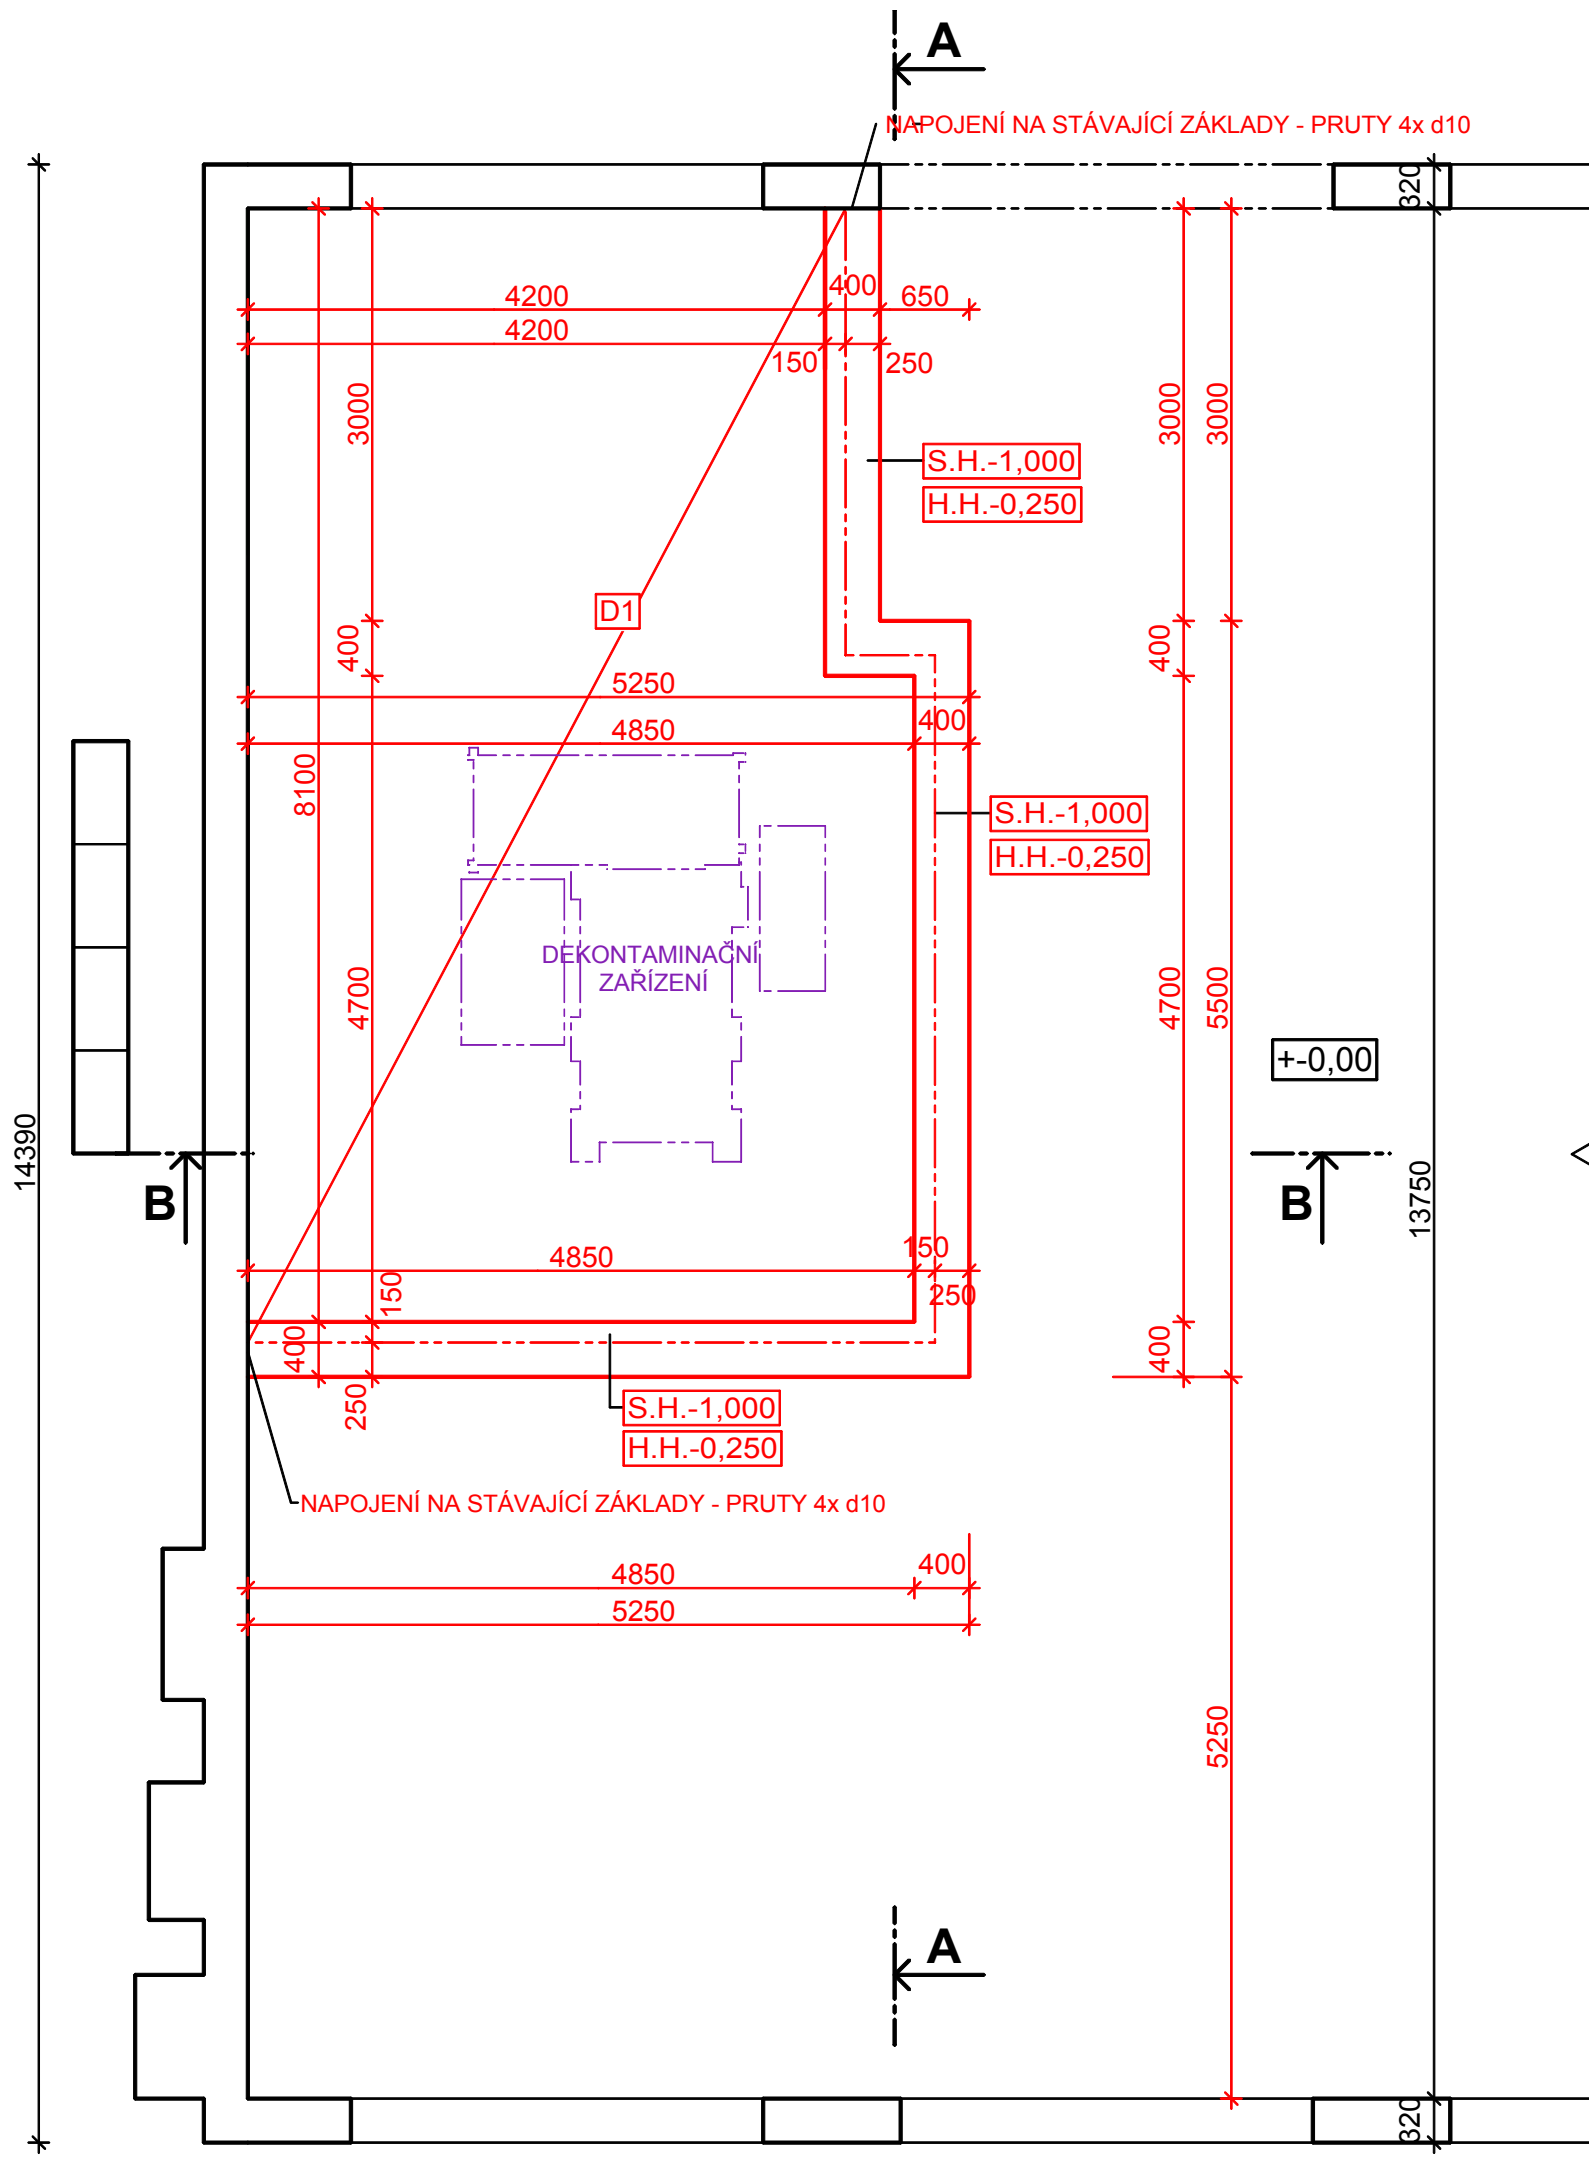 A
NAPOJENÍ NA STÁVAJÍCÍ ZÁKLADY - PRUTY 4x d10
320
4200
400
650
4200
150
250
3000
3000
3000
S.H.-1,000
H.H.-0,250
D1
400
400
5250
4850
400
8100
S.H.-1,000
H.H.-0,250
DEKONTAMINAČNÍ
ZAŘÍZENÍ
4700
4700
5500
+-0,00
14390
13750
B
B
4850
150
250
150
400
250
400
S.H.-1,000
H.H.-0,250
NAPOJENÍ NA STÁVAJÍCÍ ZÁKLADY - PRUTY 4x d10
4850
400
5250
5250
A
320